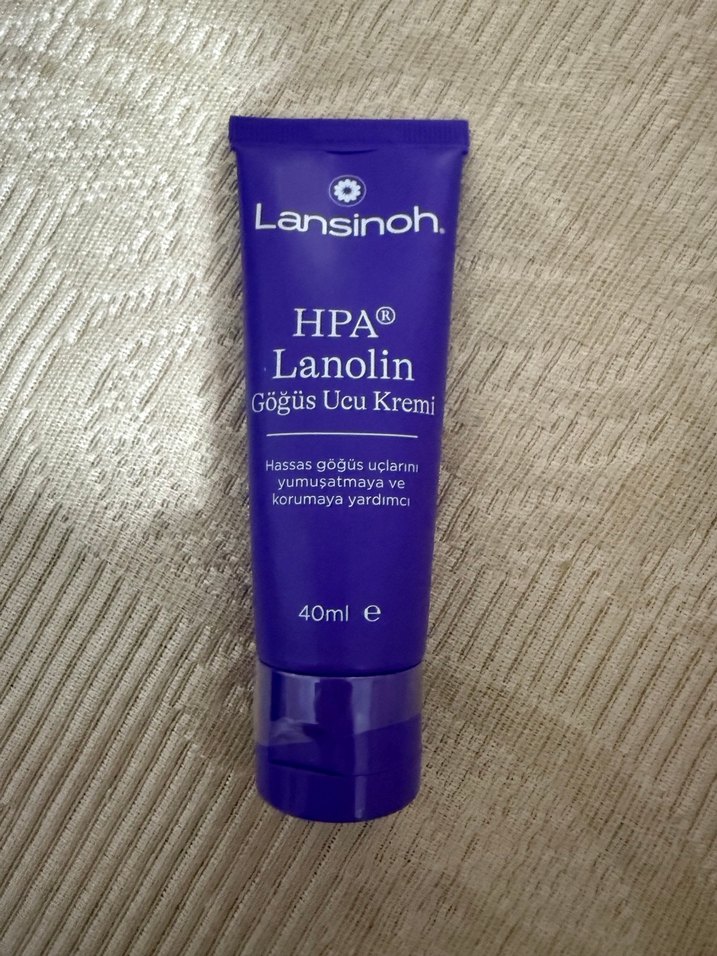 Lansinoh®
HPA®
Lanolin
Göğüs Ucu Kremi
Hassas göğüs uçlarını
yumuşatmaya ve
korumaya yardımcı
40ml ℮